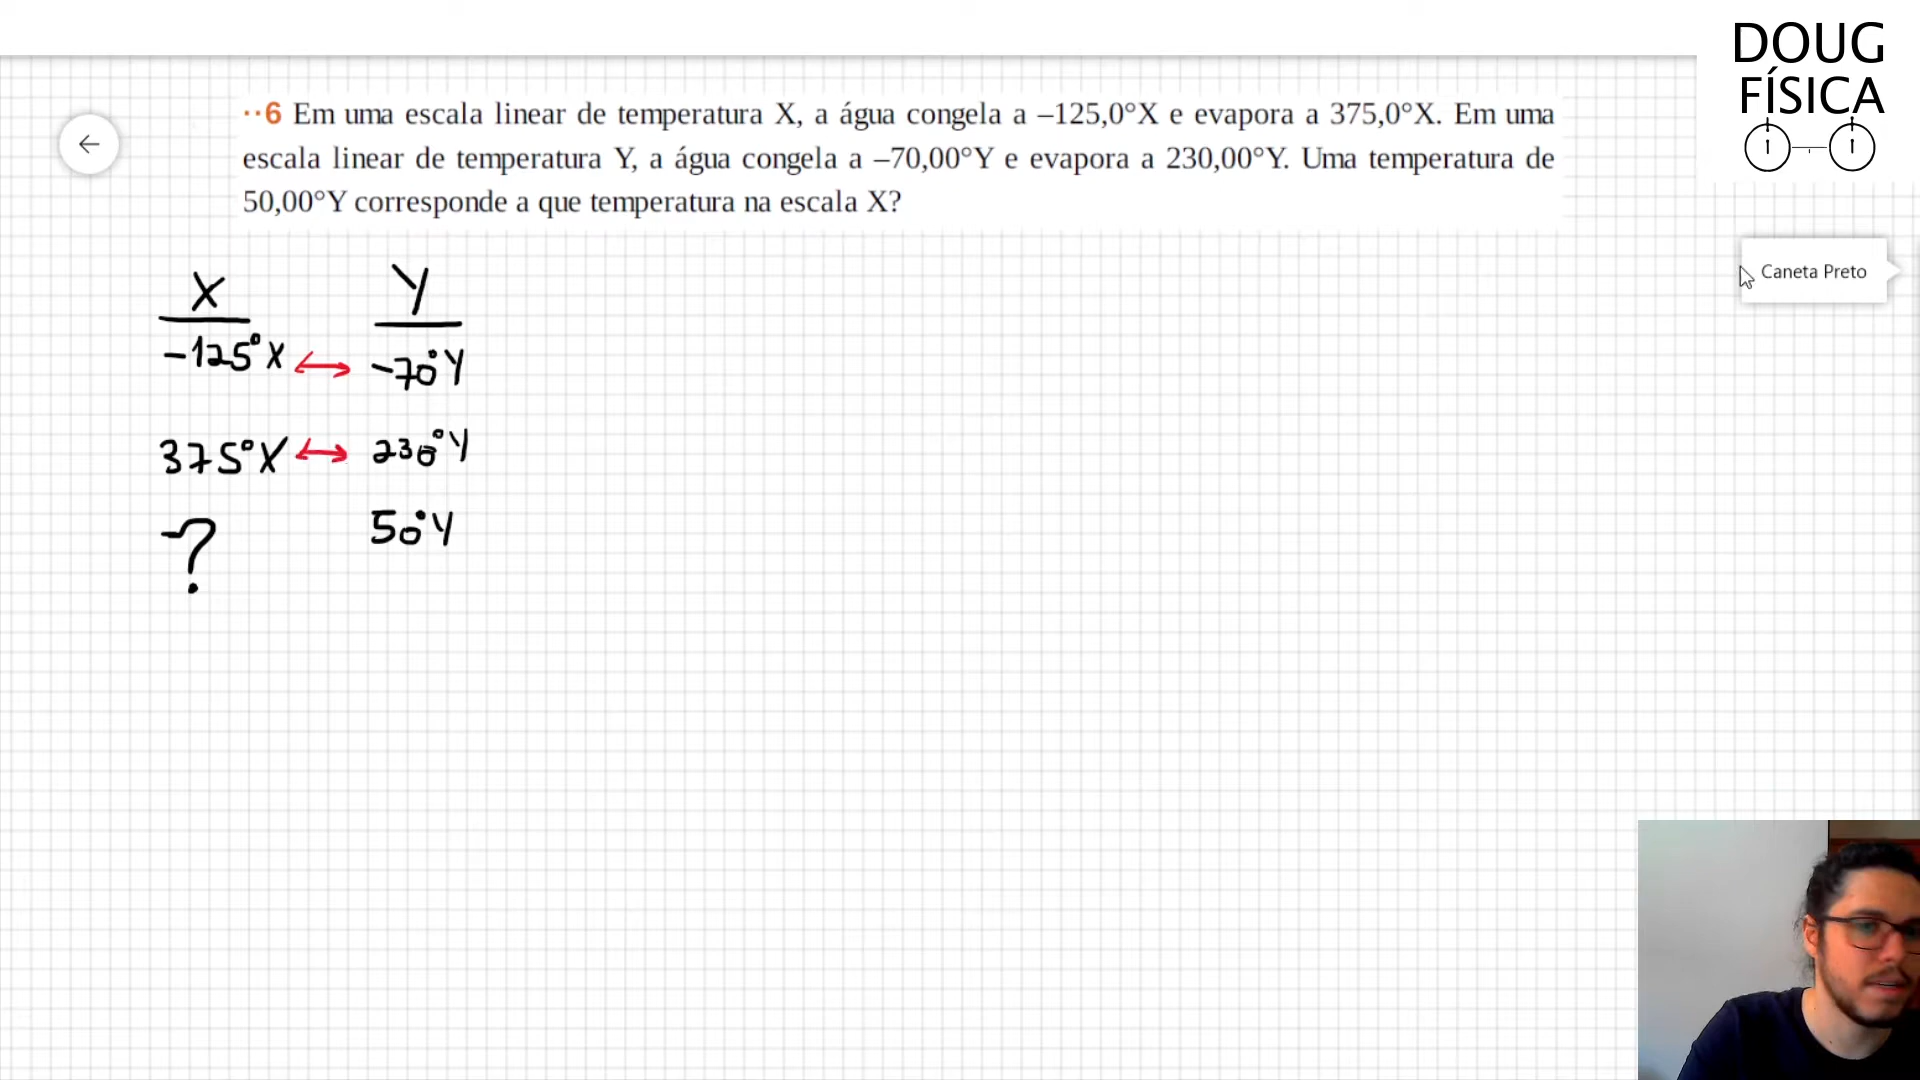 DOUG
FÍSICA
··6 Em uma escala linear de temperatura X, a água congela a –125,0°X e evapora a 375,0°X. Em uma
escala linear de temperatura Y, a água congela a –70,00°Y e evapora a 230,00°Y. Uma temperatura de
50,00°Y corresponde a que temperatura na escala X?
Caneta Preto
X Y
-125°X ↔ -70°Y
375°X ↔ 230°Y
? 50°Y